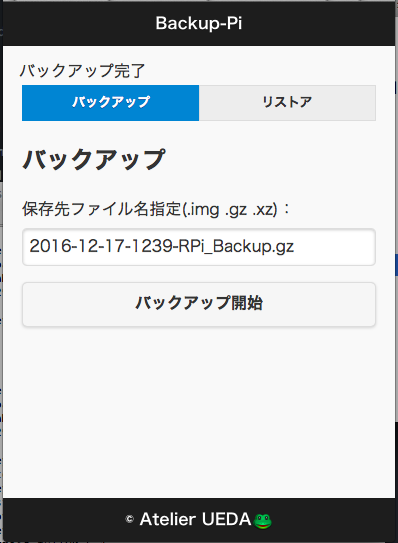 Backup-Pi
バックアップ完了
バックアップ リストア
バックアップ
保存先ファイル名指定(.img .gz .xz)：
2016-12-17-1239-RPi_Backup.gz
バックアップ開始
© Atelier UEDA🐸